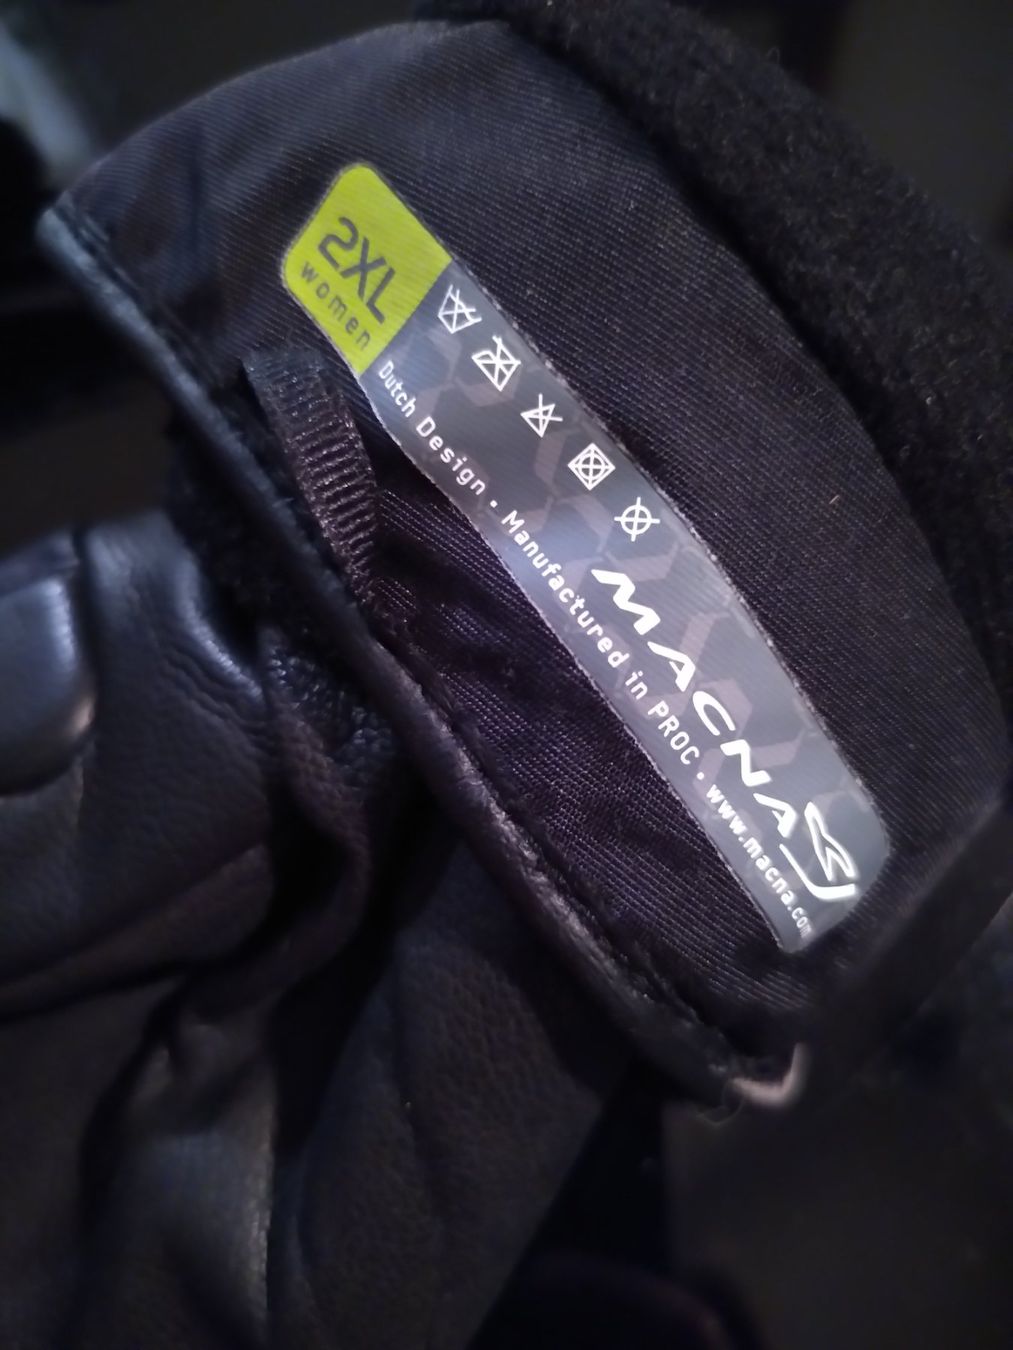 2XL
women
MACNA
Dutch Design • Manufactured in PROC • www.macna.com